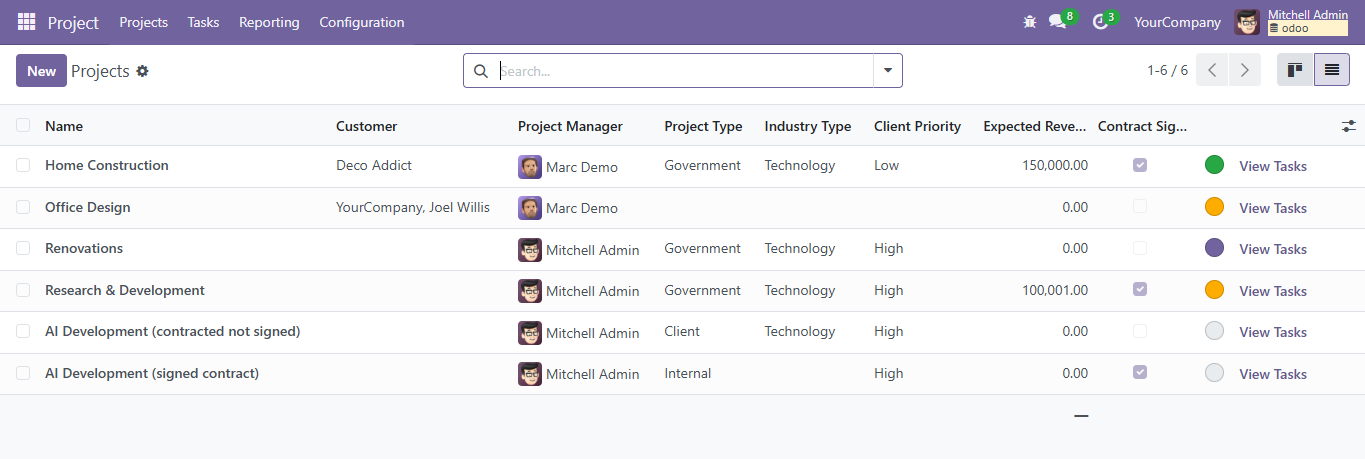 Project Projects Tasks Reporting Configuration 8 3 YourCompany Mitchell Admin
odoo
New Projects Search... 1-6 / 6
Name Customer Project Manager Project Type Industry Type Client Priority Expected Reve... Contract Sig...
Home Construction Deco Addict Marc Demo Government Technology Low 150,000.00 View Tasks
Office Design YourCompany, Joel Willis Marc Demo 0.00 View Tasks
Renovations Mitchell Admin Government Technology High 0.00 View Tasks
Research & Development Mitchell Admin Government Technology High 100,001.00 View Tasks
AI Development (contracted not signed) Mitchell Admin Client Technology High 0.00 View Tasks
AI Development (signed contract) Mitchell Admin Internal High 0.00 View Tasks
—